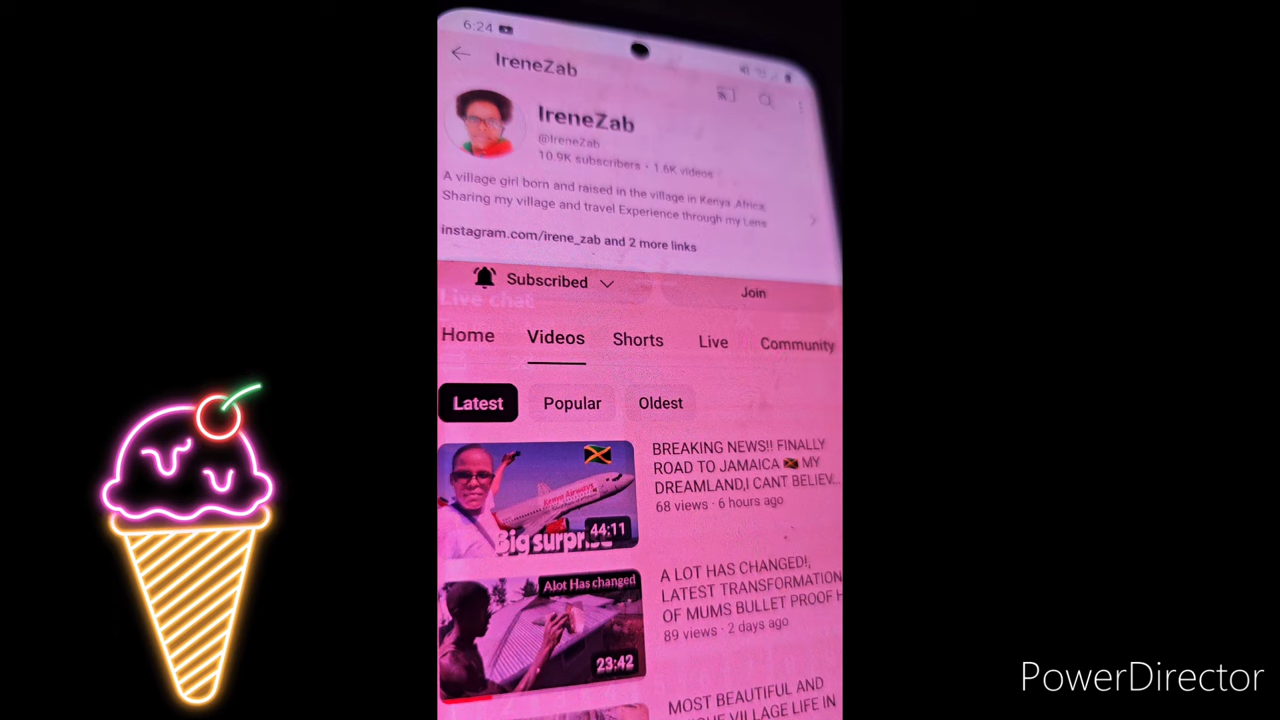 6:24
IreneZab
IreneZab
@IreneZab
10.9K subscribers · 1.6K videos
A village girl born and raised in the village in Kenya ,Africa,
Sharing my village and travel Experience through my Lens
instagram.com/irene_zab and 2 more links
Subscribed
Join
Live chat
Home Videos Shorts Live Community
Latest Popular Oldest
BREAKING NEWS!! FINALLY
ROAD TO JAMAICA 🇯🇲 MY
DREAMLAND,I CANT BELIEV...
68 views · 6 hours ago
Kenya Airways
44:11
Big surprise
A LOT HAS CHANGED!,
LATEST TRANSFORMATION
OF MUMS BULLET PROOF H
89 views · 2 days ago
Alot Has changed
23:42
MOST BEAUTIFUL AND
VILLAGE LIFE IN
PowerDirector